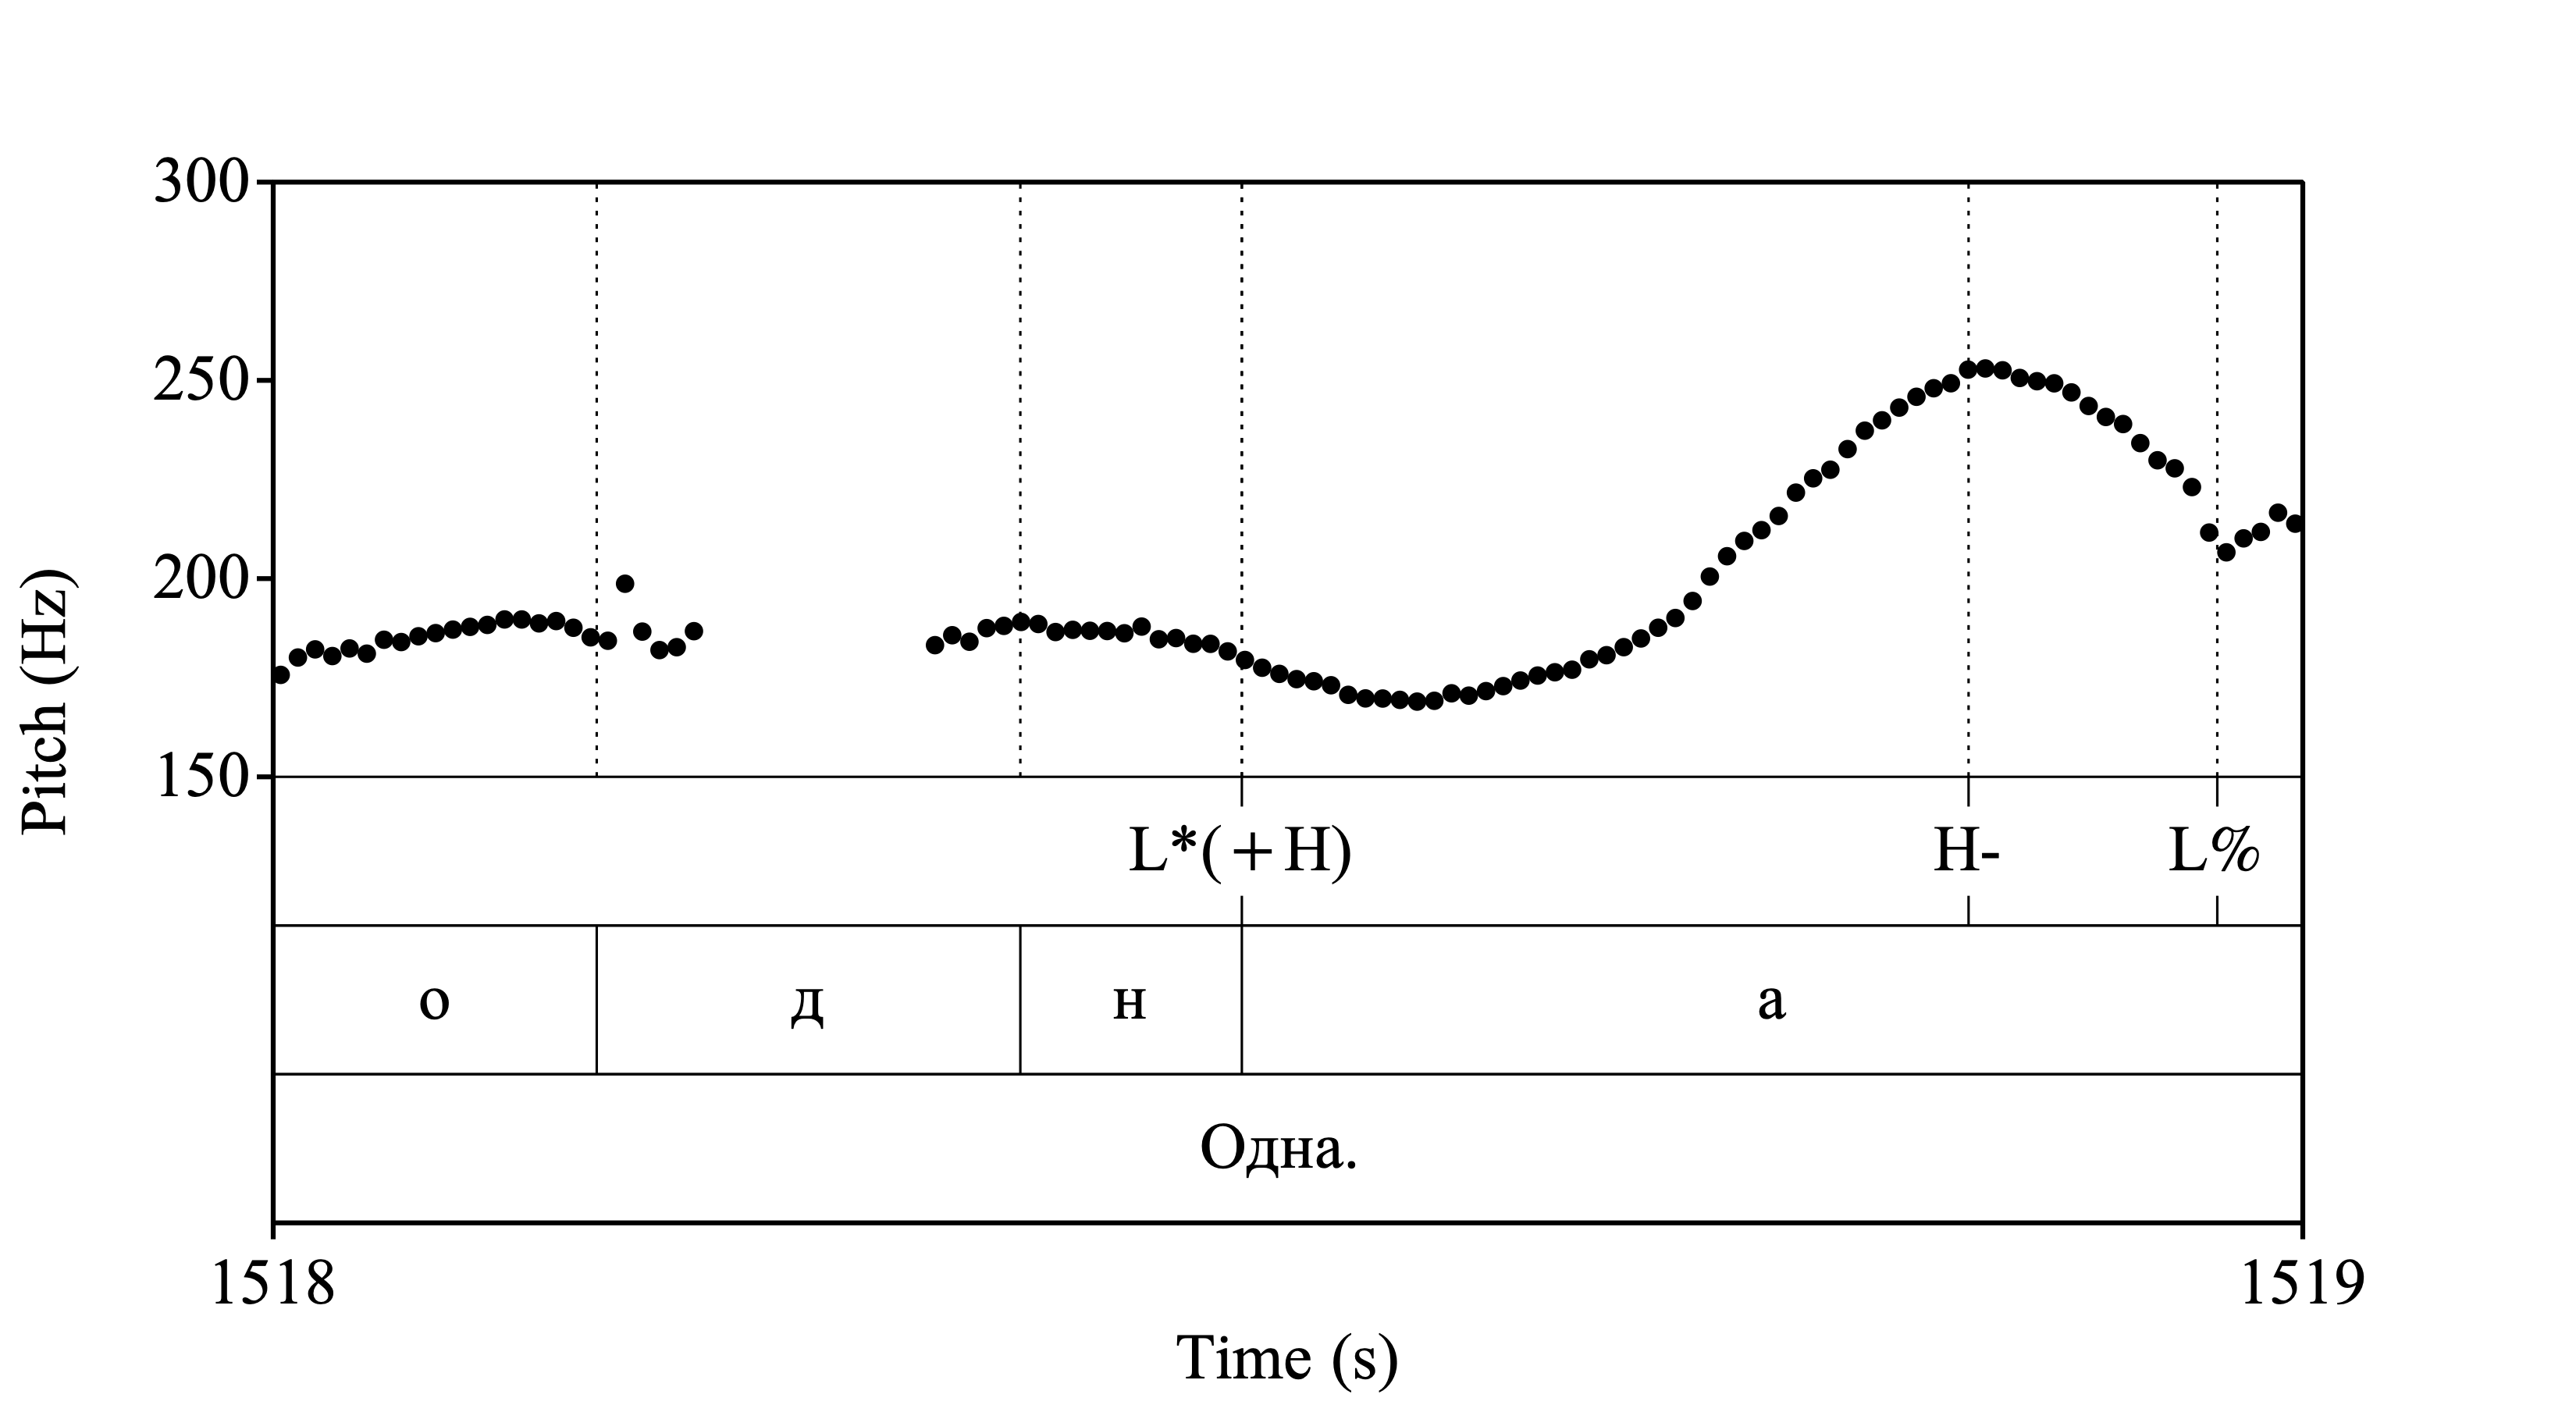 300
250
200
150
Pitch (Hz)
L*(+H) H- L%
о д н а
Одна.
1518 1519
Time (s)